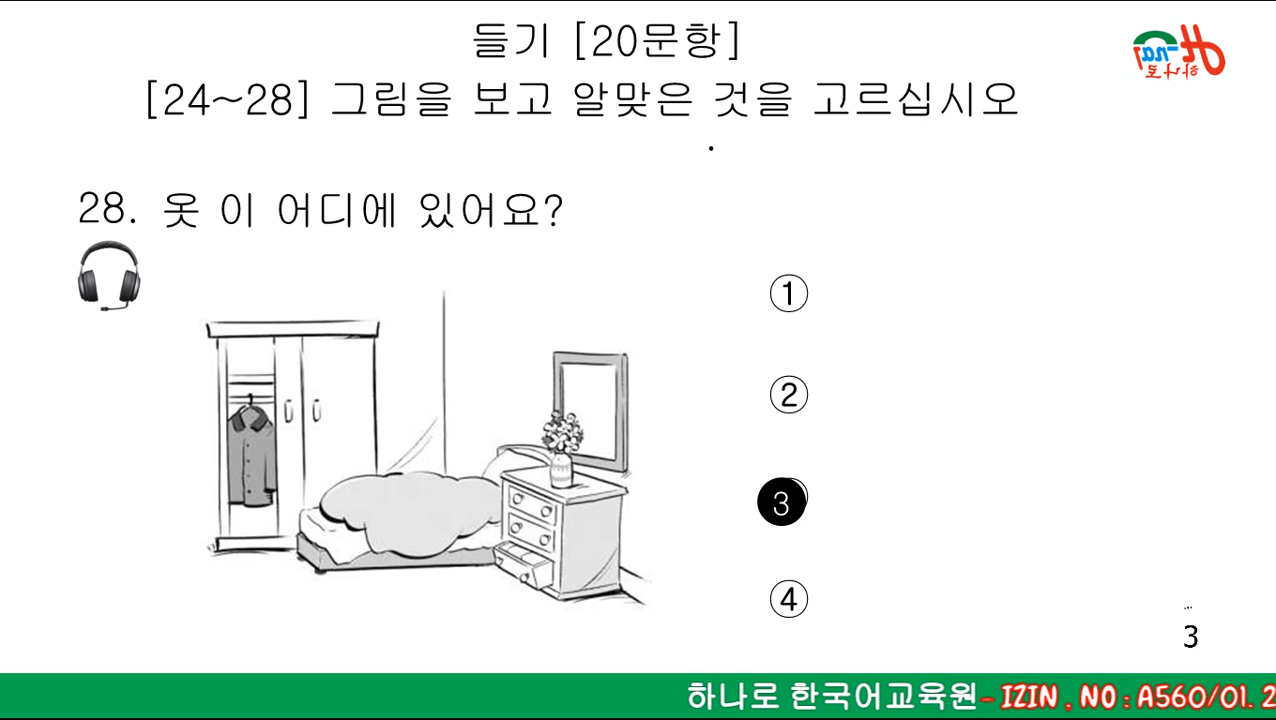 들기 [20문항]
[24~28] 그림을 보고 알맞은 것을 고르십시오
.
28. 옷 이 어디에 있어요?
①
②
3
④
...
3
하나로 한국어교육원 - IZIN . NO : A560/01. 2